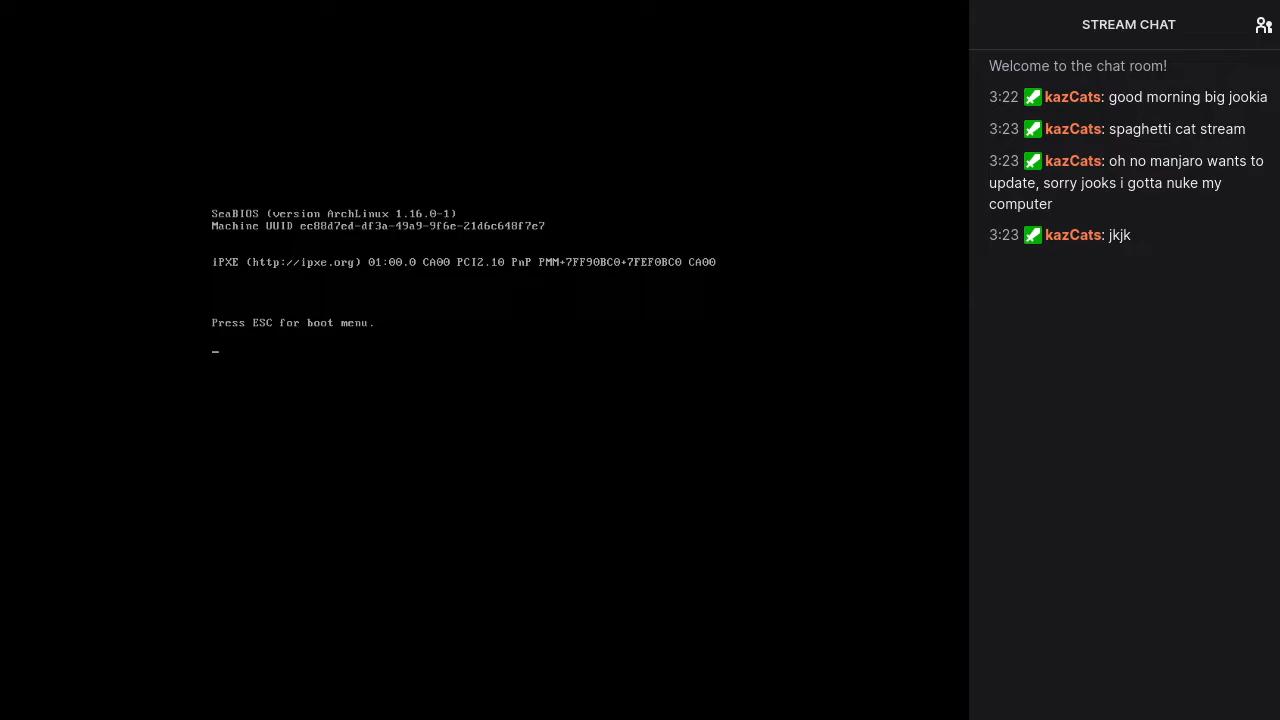 SeaBIOS (version ArchLinux 1.16.0-1)
Machine UUID ec88d7ed-df3a-49a9-9f6e-21d6c648f7e7
iPXE (http://ipxe.org) 01:00.0 CA00 PCI2.10 PnP PMM+7FF90BC0+7FEF0BC0 CA00
Press ESC for boot menu.
STREAM CHAT
Welcome to the chat room!
3:22 kazCats: good morning big jookia
3:23 kazCats: spaghetti cat stream
3:23 kazCats: oh no manjaro wants to
update, sorry jooks i gotta nuke my
computer
3:23 kazCats: jkjk